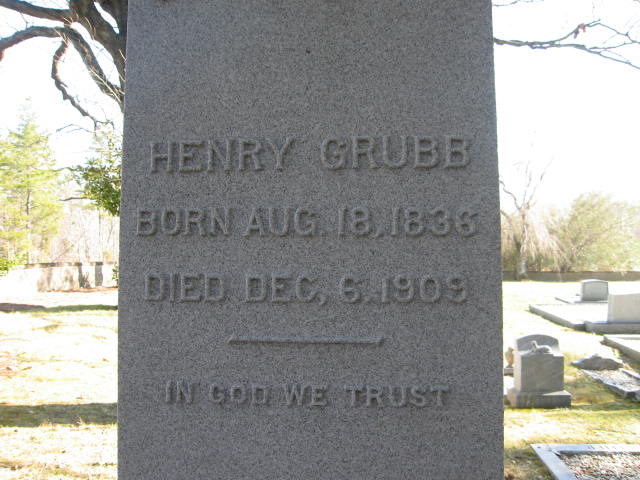 HENRY GRUBB
BORN AUG. 18, 1836
DIED DEC, 6. 1909
IN GOD WE TRUST